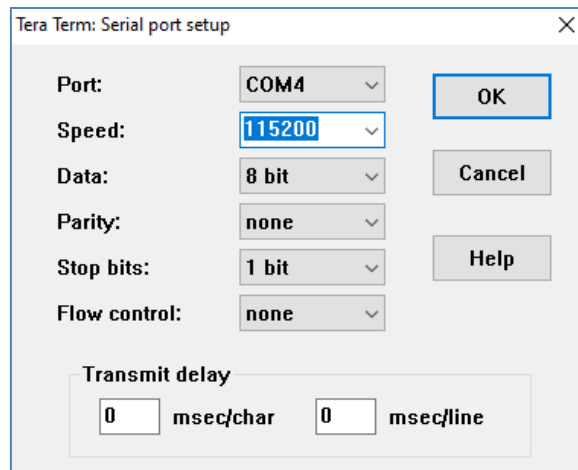 Tera Term: Serial port setup
Port: COM4
OK
Speed: 115200
Data: 8 bit
Cancel
Parity: none
Stop bits: 1 bit
Help
Flow control: none
Transmit delay
0 msec/char 0 msec/line